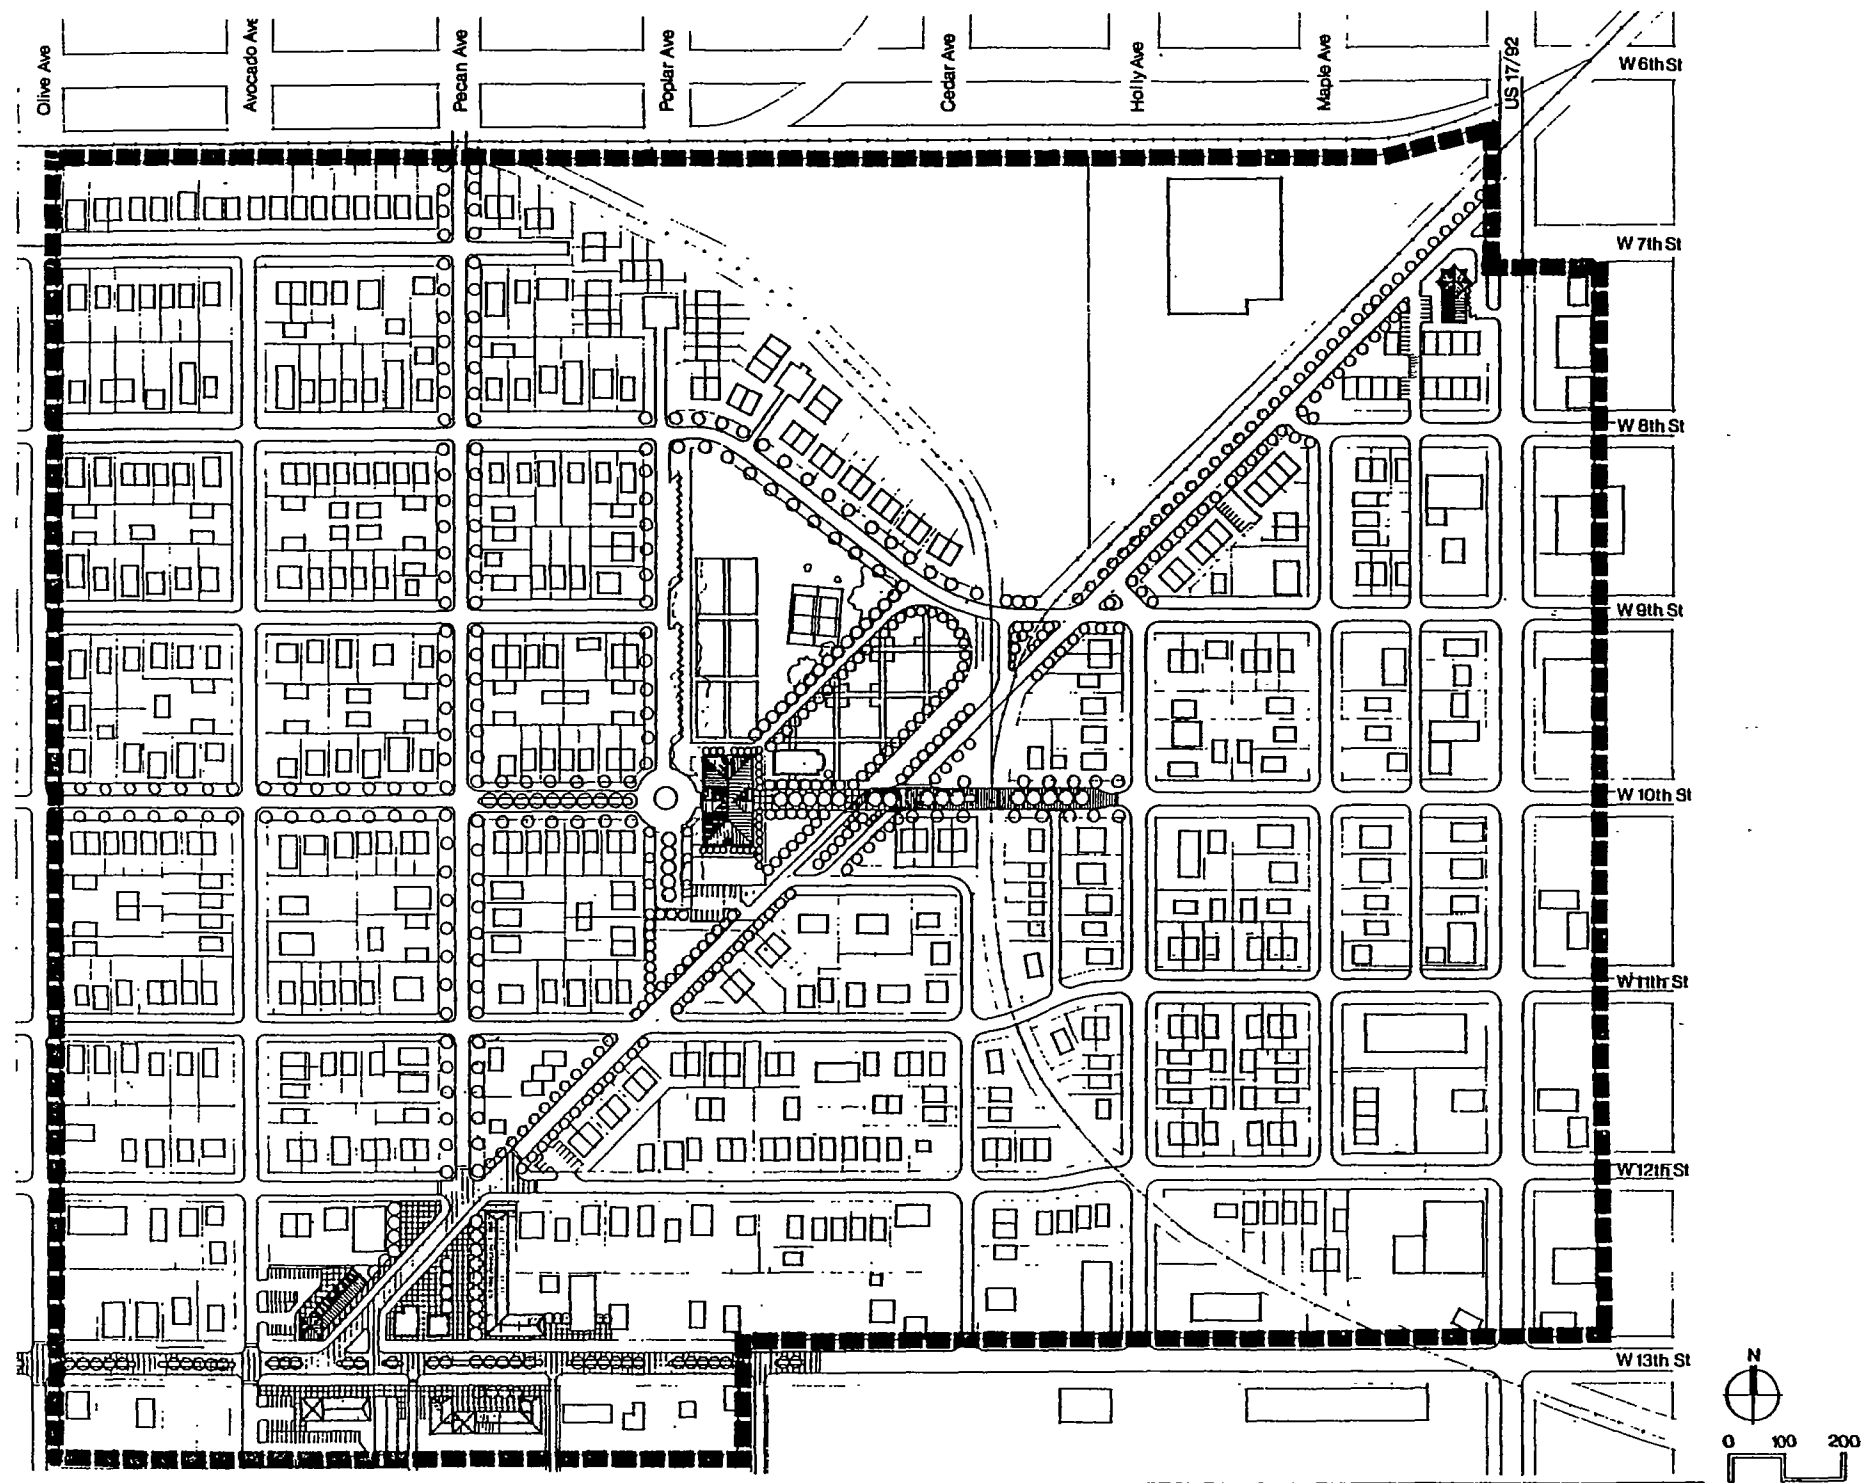 Olive Ave
Avocado Ave
Pecan Ave
Poplar Ave
Cedar Ave
Holly Ave
Maple Ave
US 17/92
W 6th St
W 7th St
W 8th St
W 9th St
W 10th St
W 11th St
W 12th St
W 13th St
N
0 100 200